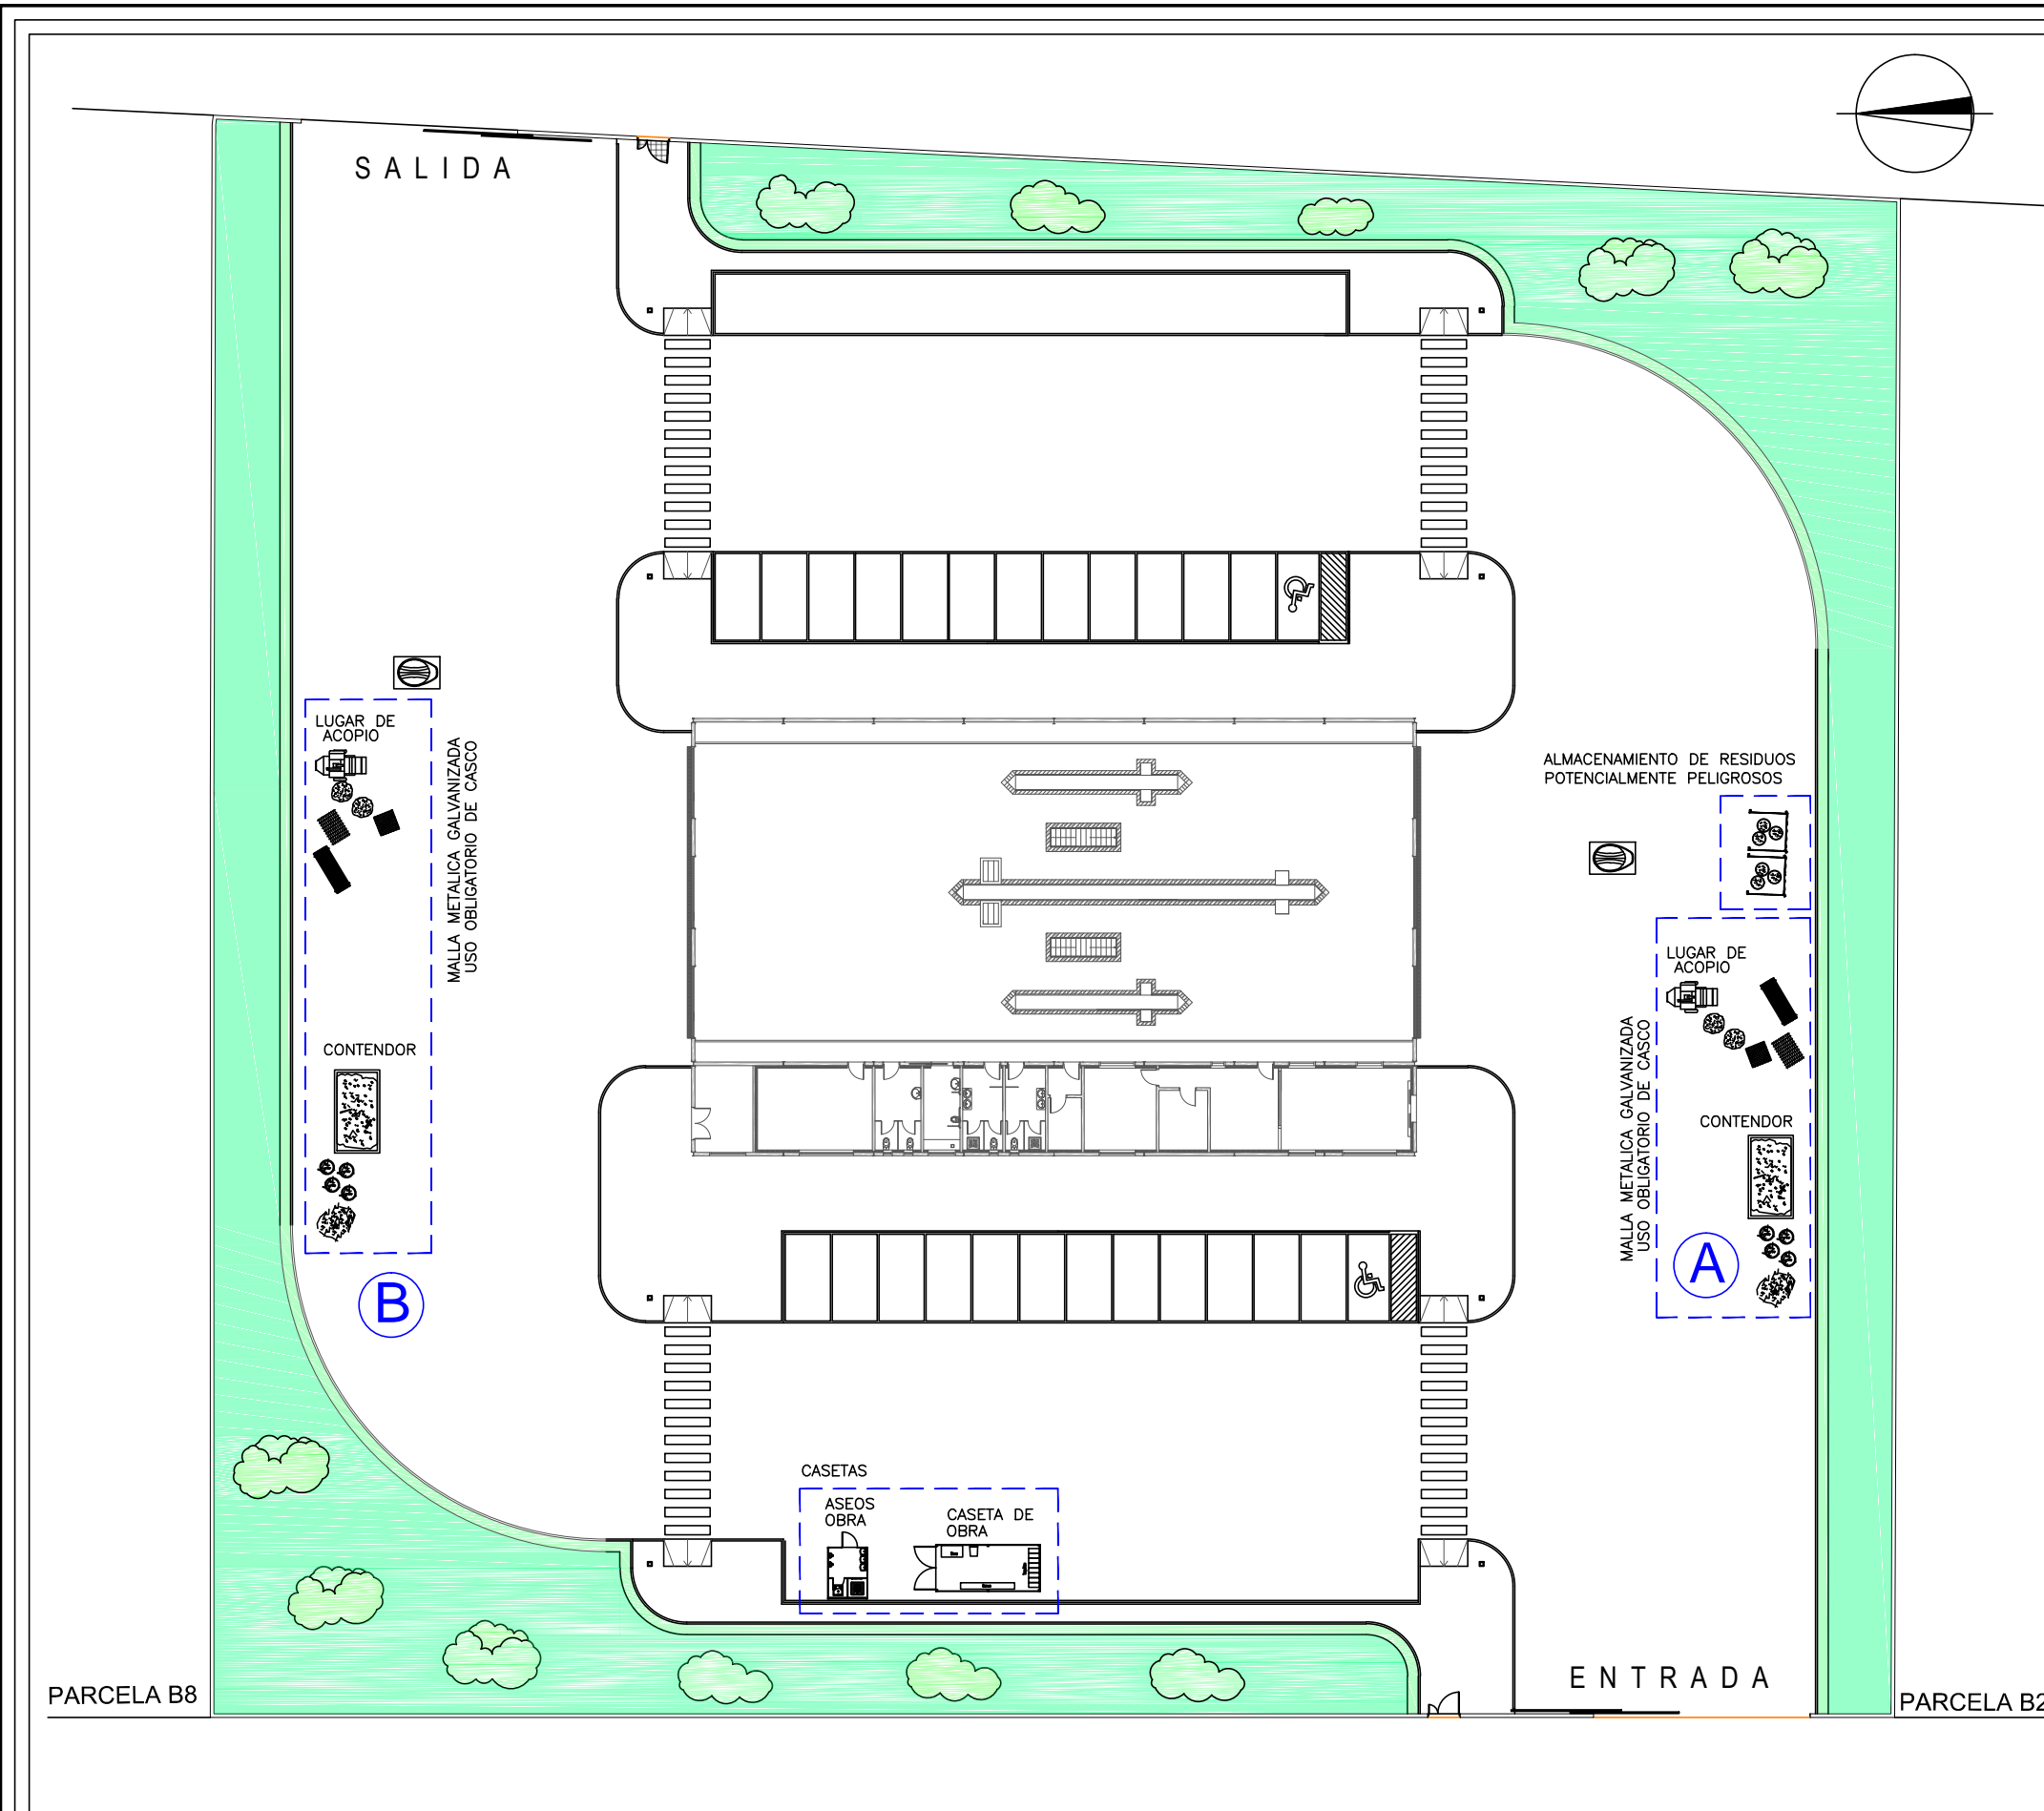 SALIDA
LUGAR DE
ACOPIO
MALLA METALICA GALVANIZADA
USO OBLIGATORIO DE CASCO
ALMACENAMIENTO DE RESIDUOS
POTENCIALMENTE PELIGROSOS
LUGAR DE
ACOPIO
CONTENDOR
MALLA METALICA GALVANIZADA
USO OBLIGATORIO DE CASCO
CONTENDOR
A
B
CASETAS
ASEOS
OBRA
CASETA DE
OBRA
ENTRADA
PARCELA B8
PARCELA B2